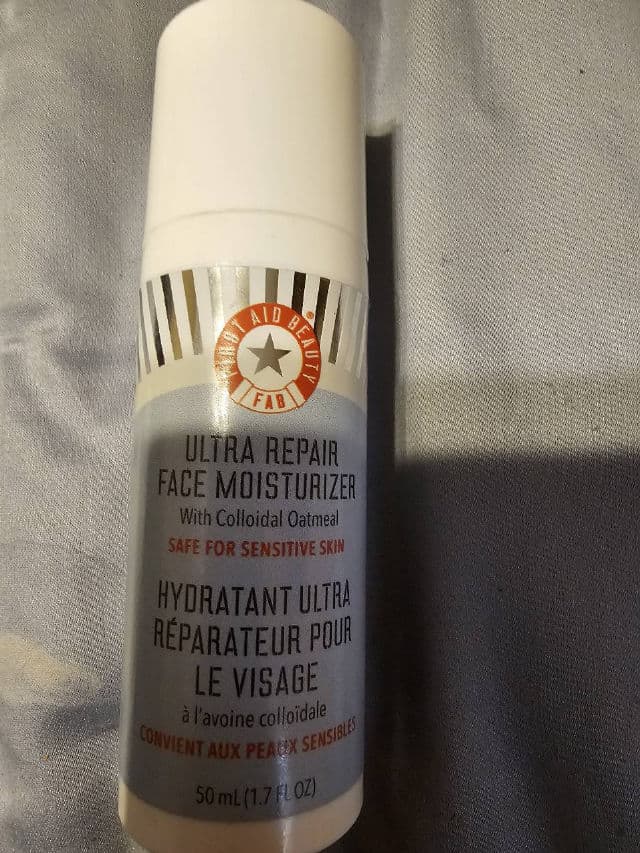 FIRST AID BEAUTY®
FAB
ULTRA REPAIR
FACE MOISTURIZER
With Colloidal Oatmeal
SAFE FOR SENSITIVE SKIN
HYDRATANT ULTRA
RÉPARATEUR POUR
LE VISAGE
à l'avoine colloïdale
CONVIENT AUX PEAUX SENSIBLES
50 mL (1.7 FL OZ)